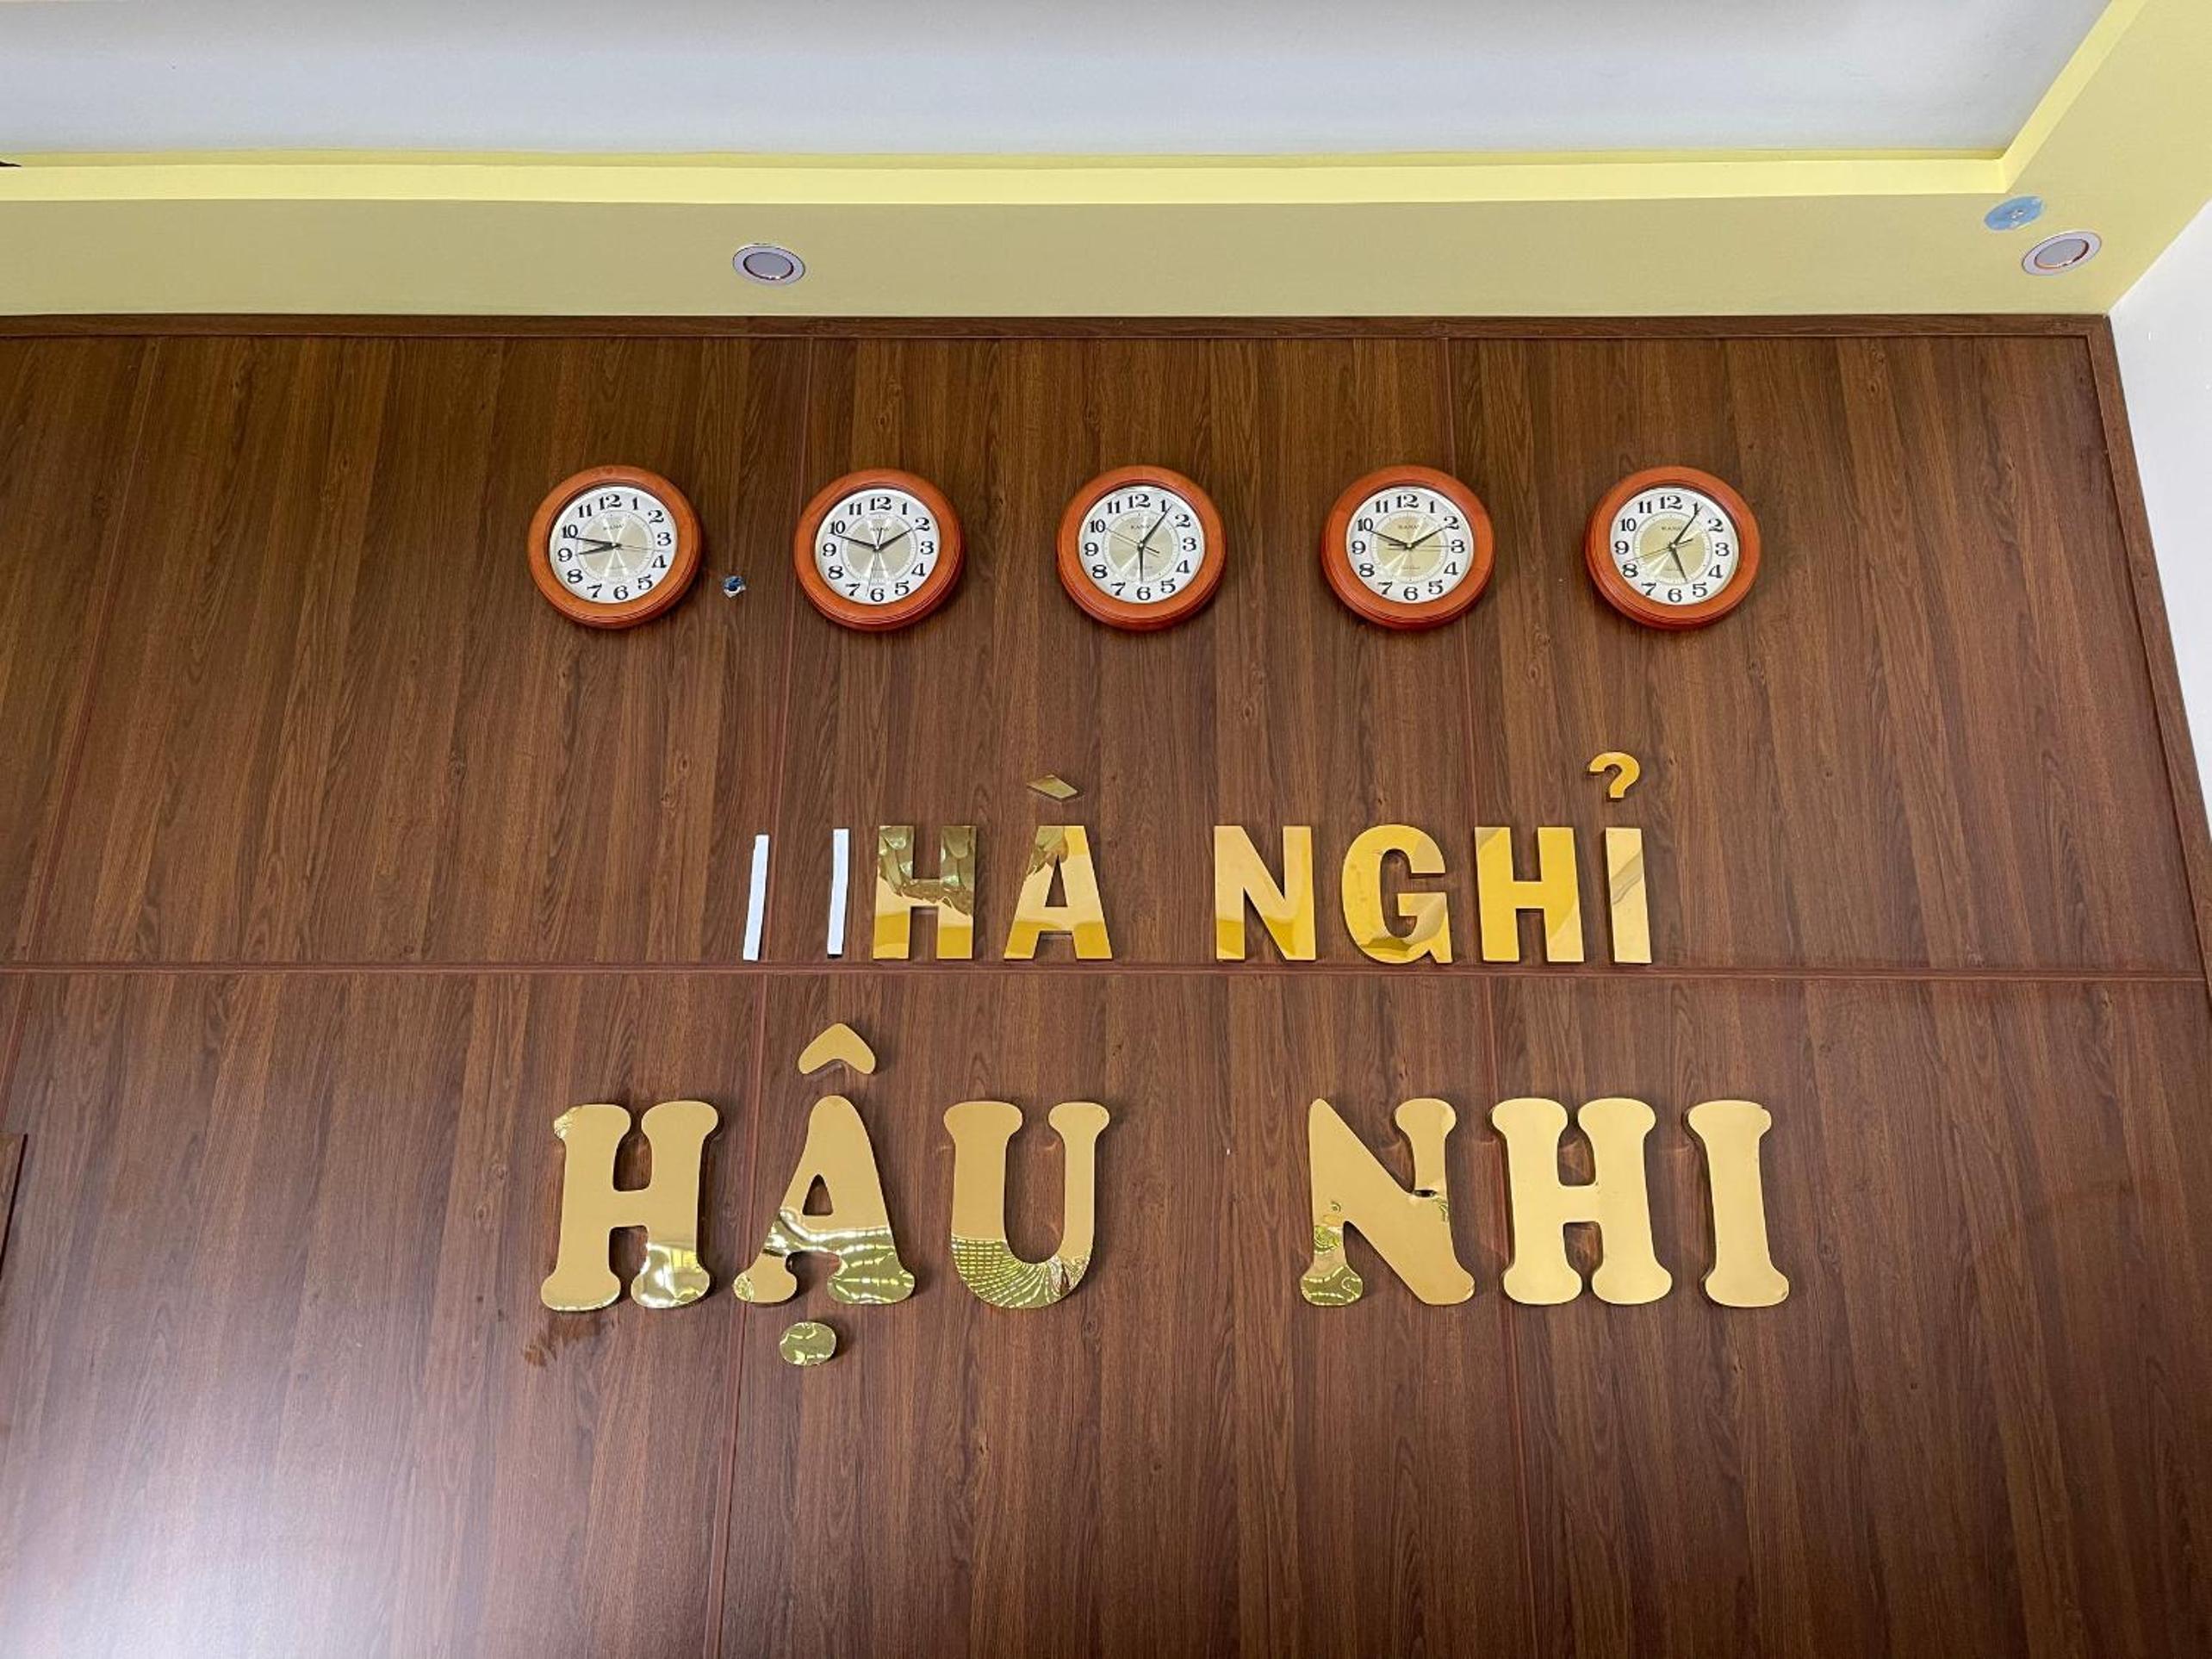 HÀ NGHỈ
HẬU NHI